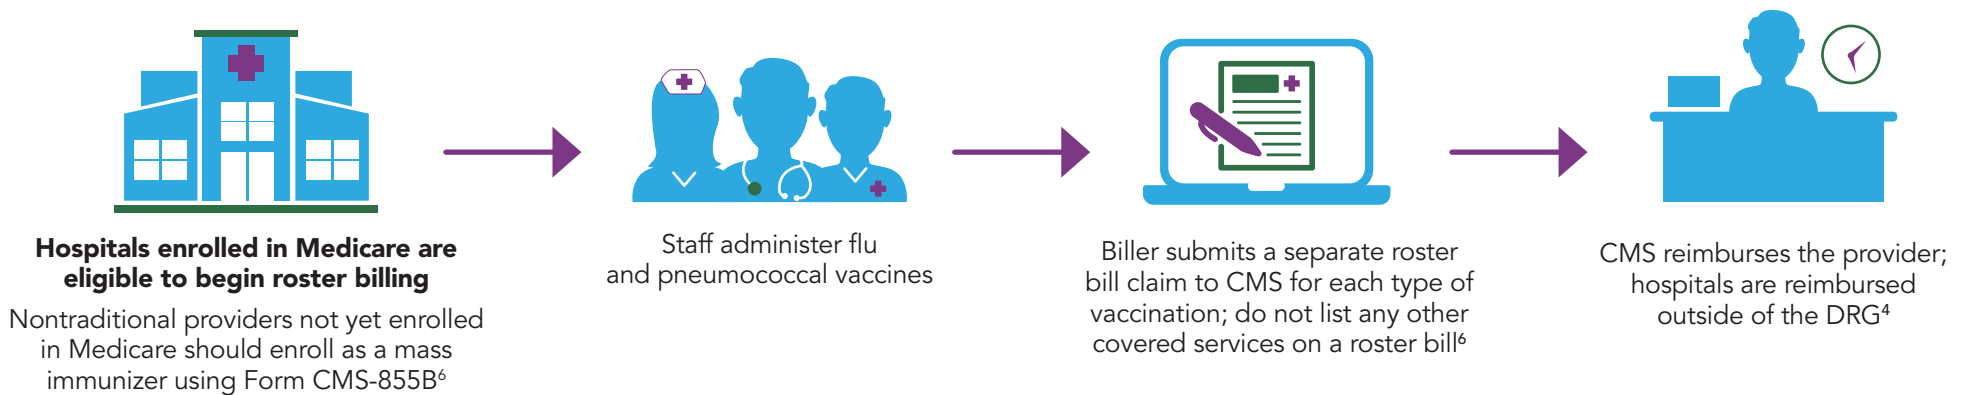 Hospitals enrolled in Medicare are
eligible to begin roster billing
Nontraditional providers not yet enrolled
in Medicare should enroll as a mass
immunizer using Form CMS-855B⁶
Staff administer flu
and pneumococcal vaccines
Biller submits a separate roster
bill claim to CMS for each type of
vaccination; do not list any other
covered services on a roster bill⁶
CMS reimburses the provider;
hospitals are reimbursed
outside of the DRG⁴